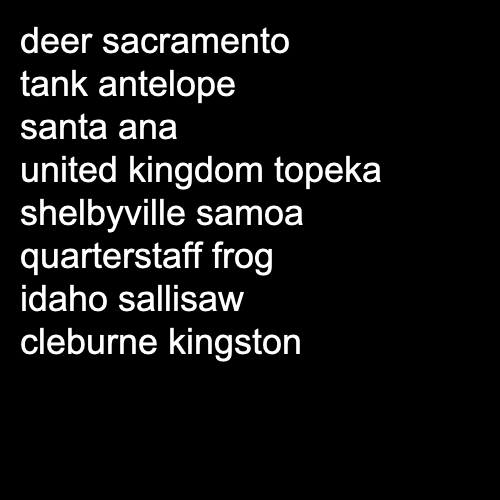 deer sacramento
tank antelope
santa ana
united kingdom topeka
shelbyville samoa
quarterstaff frog
idaho sallisaw
cleburne kingston